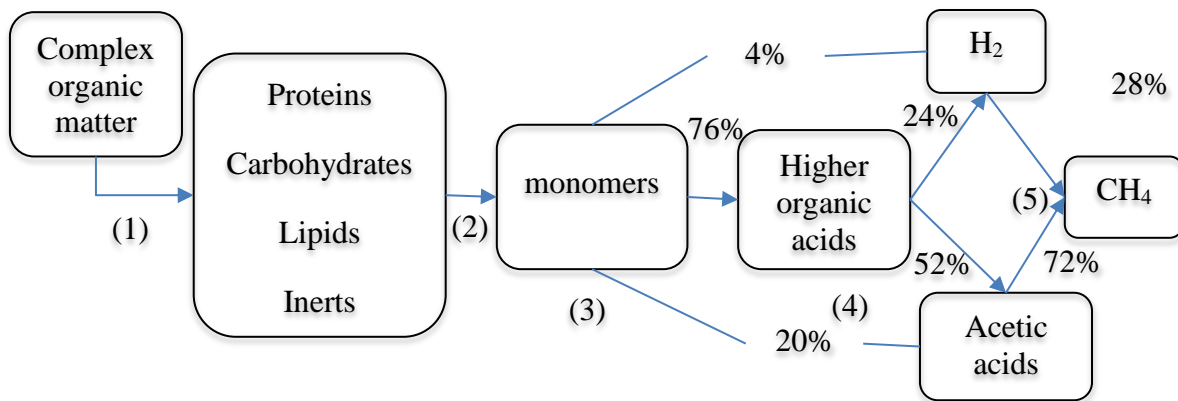 Complex
organic
matter
(1)
Proteins
Carbohydrates
Lipids
Inerts
(2)
monomers
(3)
4%
76%
20%
Higher
organic
acids
(4)
24%
52%
H₂
Acetic
acids
28%
72%
(5)
CH₄